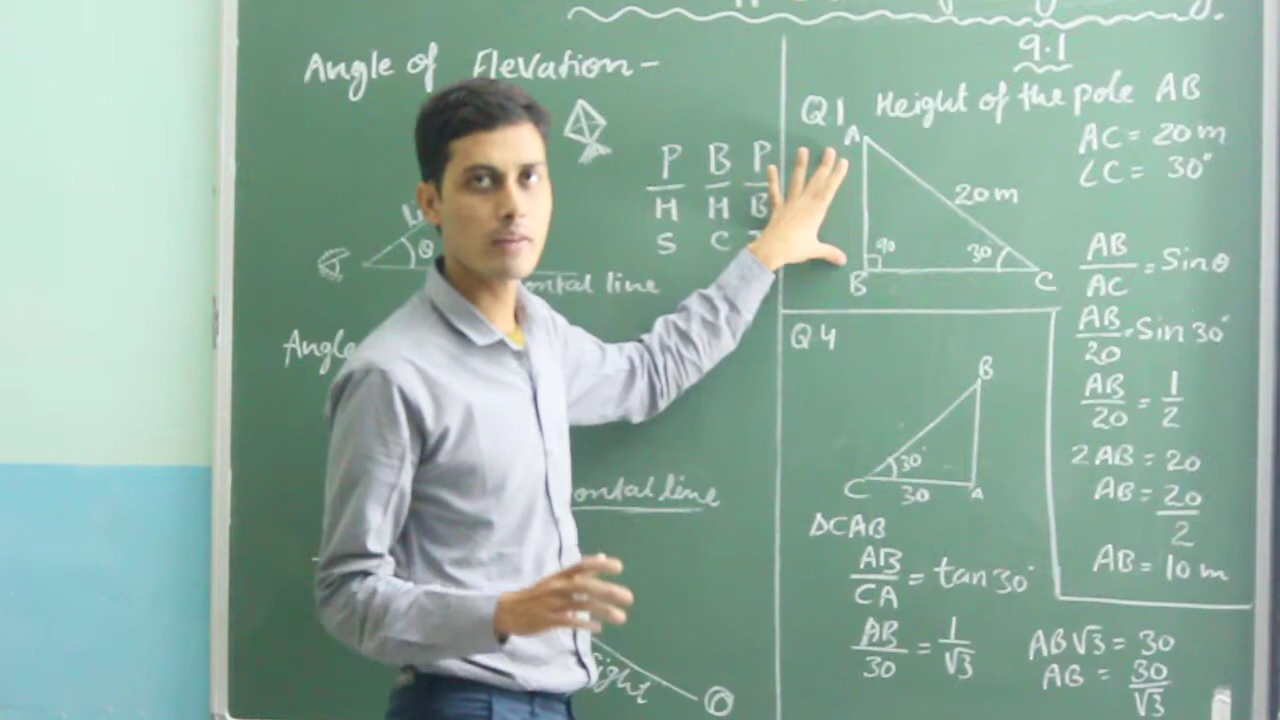 Angle of Elevation -
P B P
H H B
S C
θ
ontal line
Angle
ontal line
sight
9.1
Q1 Height of the pole AB
A
AC = 20m
∠C = 30°
20m
90
30
B
C
AB/AC = Sinθ
AB/20 = Sin 30°
AB/20 = 1/2
2AB = 20
AB = 20/2
AB = 10 m
Q4
B
30°
C
30
A
ΔCAB
AB/CA = tan 30°
AB/30 = 1/√3
AB√3 = 30
AB = 30/√3